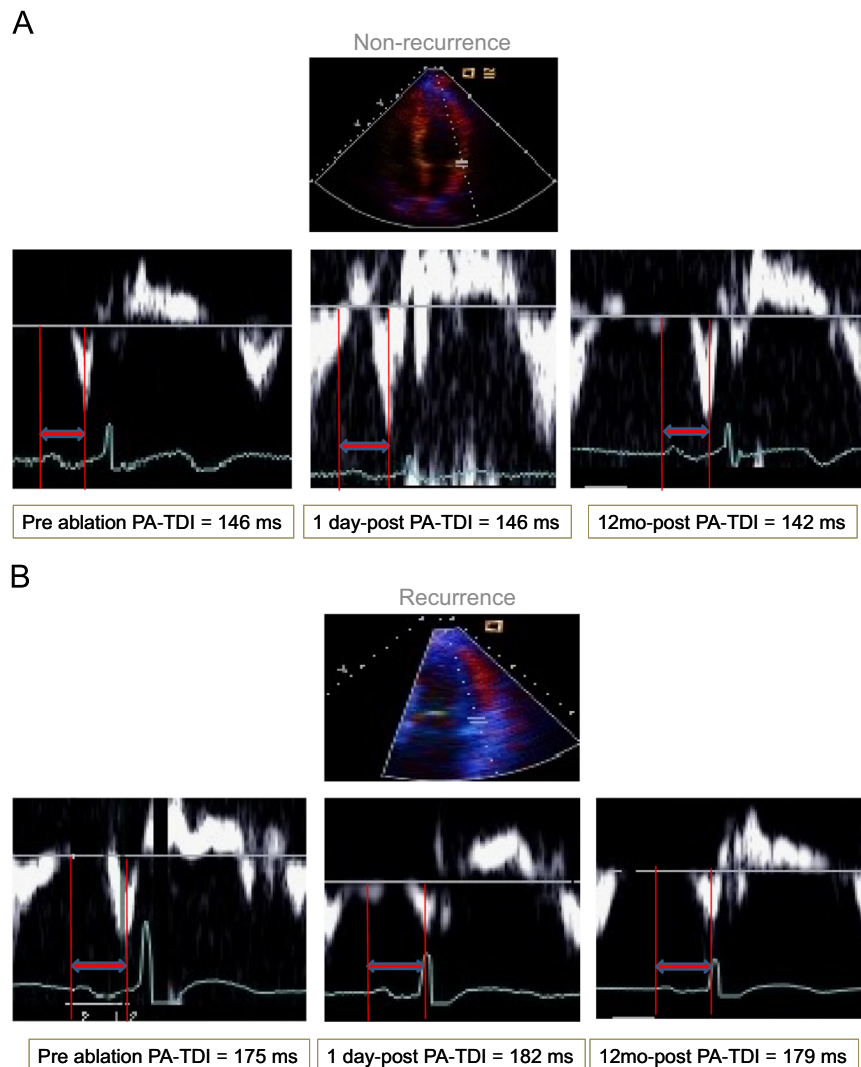 A
Non-recurrence
Pre ablation PA-TDI = 146 ms
1 day-post PA-TDI = 146 ms
12mo-post PA-TDI = 142 ms
B
Recurrence
Pre ablation PA-TDI = 175 ms
1 day-post PA-TDI = 182 ms
12mo-post PA-TDI = 179 ms